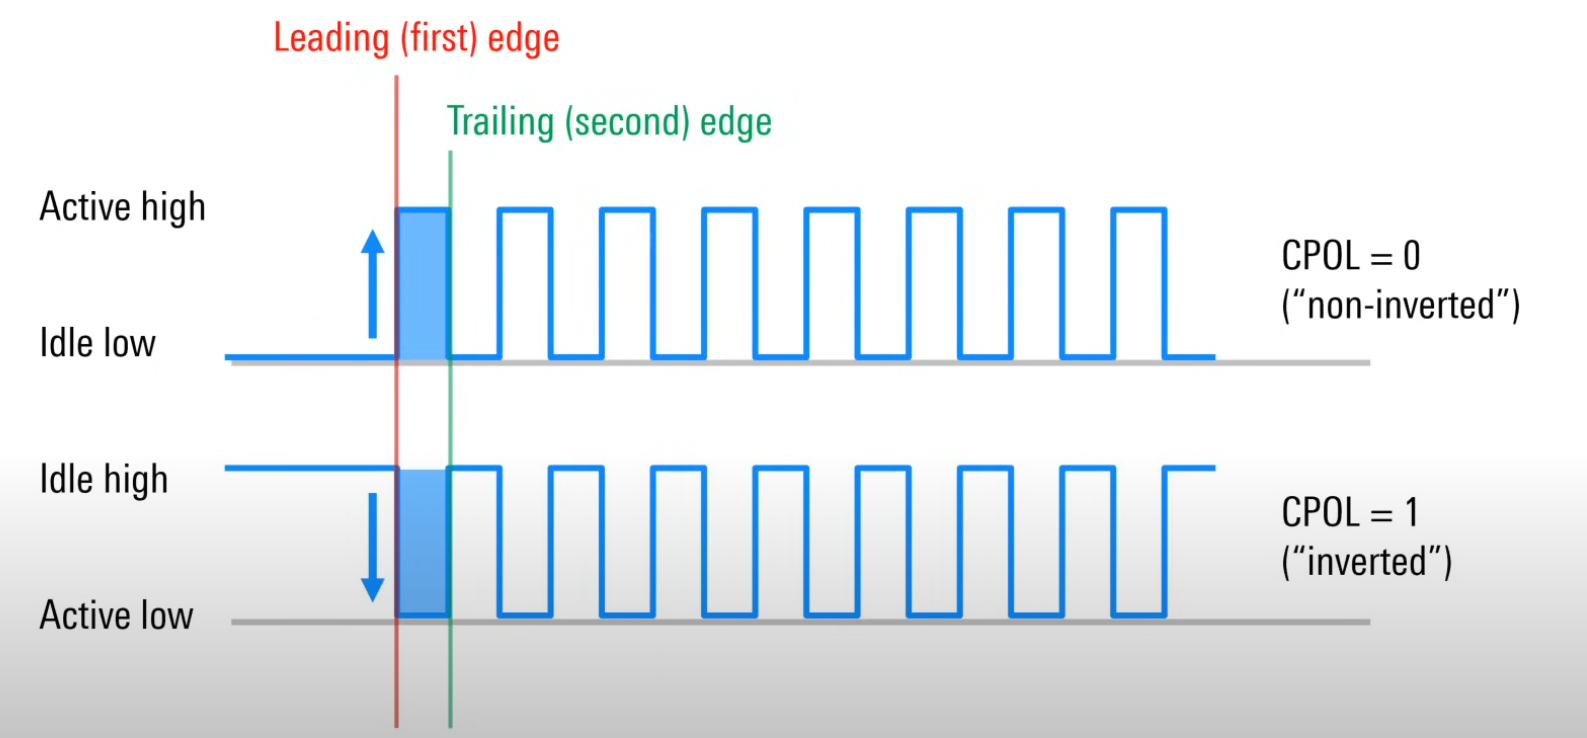 Leading (first) edge
Trailing (second) edge
Active high
Idle low
CPOL = 0
(“non-inverted”)
Idle high
Active low
CPOL = 1
(“inverted”)